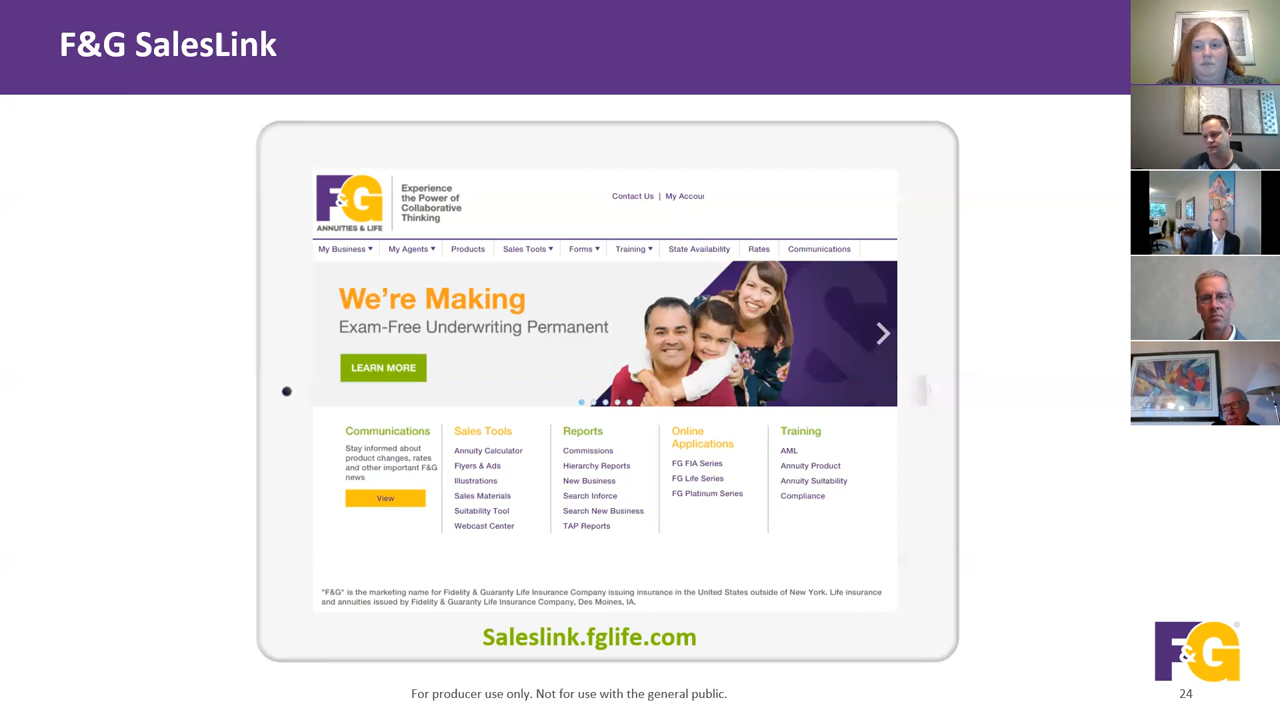 F&G SalesLink
F&G
ANNUITIES & LIFE
Experience
the Power of
Collaborative
Thinking
Contact Us | My Accou
My Business My Agents Products Sales Tools Forms Training State Availability Rates Communications
We're Making
Exam-Free Underwriting Permanent
LEARN MORE
Communications
Stay informed about
product changes, rates
and other important F&G
news
View
Sales Tools
Annuity Calculator
Flyers & Ads
Illustrations
Sales Materials
Suitability Tool
Webcast Center
Reports
Commissions
Hierarchy Reports
New Business
Search Inforce
Search New Business
TAP Reports
Online
Applications
FG FIA Series
FG Life Series
FG Platinum Series
Training
AML
Annuity Product
Annuity Suitability
Compliance
"F&G" is the marketing name for Fidelity & Guaranty Life Insurance Company issuing insurance in the United States outside of New York. Life insurance
and annuities issued by Fidelity & Guaranty Life Insurance Company, Des Moines, IA.
Saleslink.fglife.com
F&G®
For producer use only. Not for use with the general public.
24